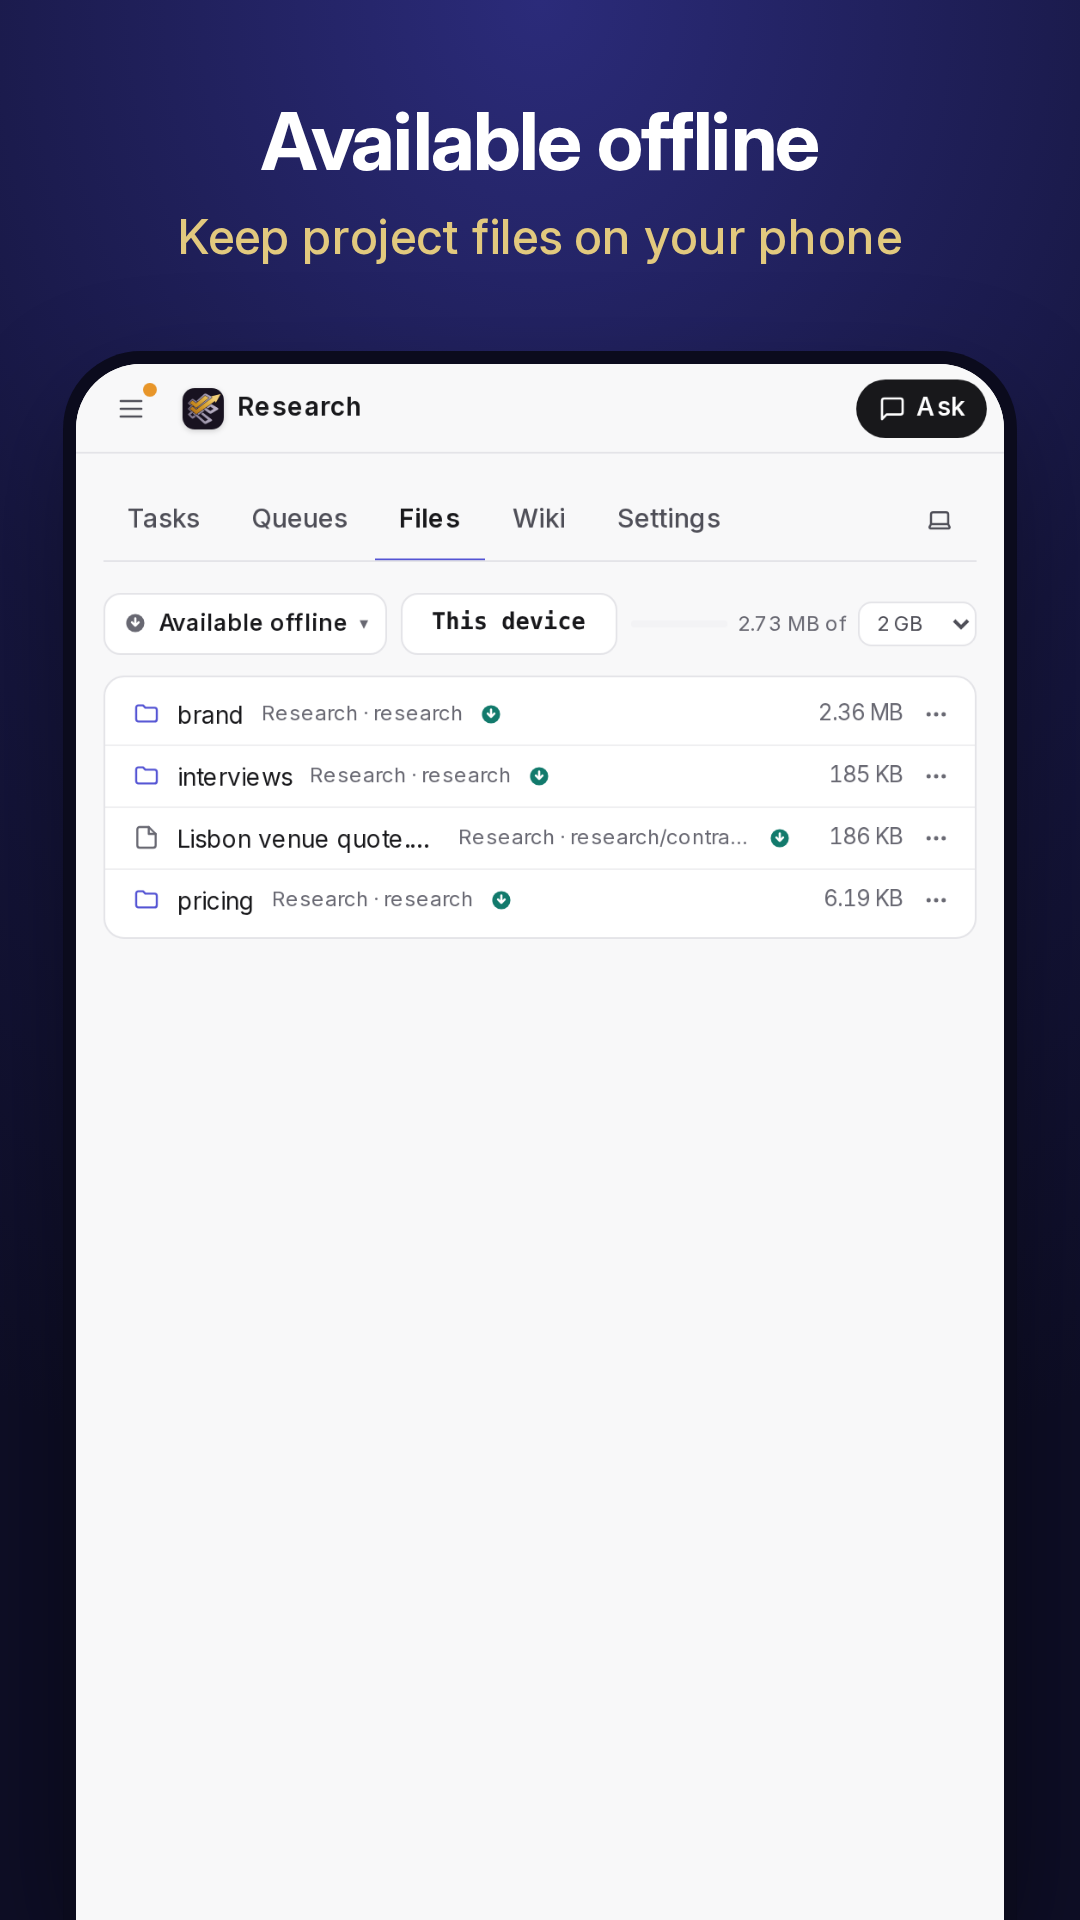 Available offline
Keep project files on your phone
Research
Ask
Tasks Queues Files Wiki Settings
Available offline ▾ This device 2.73 MB of 2 GB
brand Research · research 2.36 MB
interviews Research · research 185 KB
Lisbon venue quote.... Research · research/contra... 186 KB
pricing Research · research 6.19 KB